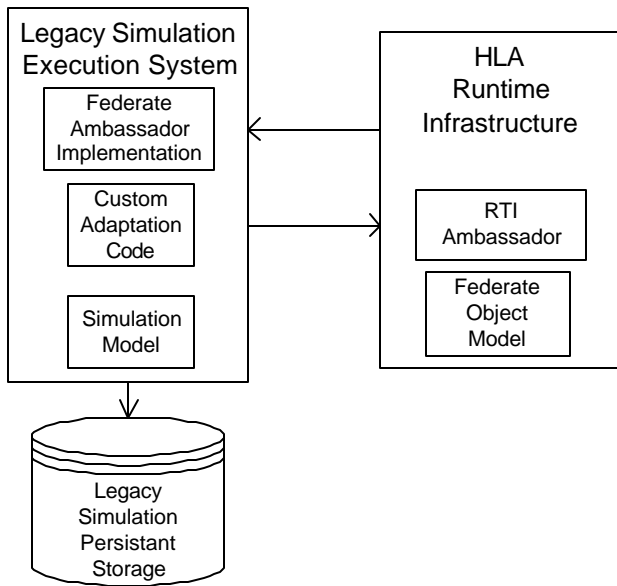 Legacy Simulation
Execution System
Federate
Ambassador
Implementation
Custom
Adaptation
Code
Simulation
Model
HLA
Runtime
Infrastructure
RTI
Ambassador
Federate
Object
Model
Legacy
Simulation
Persistant
Storage